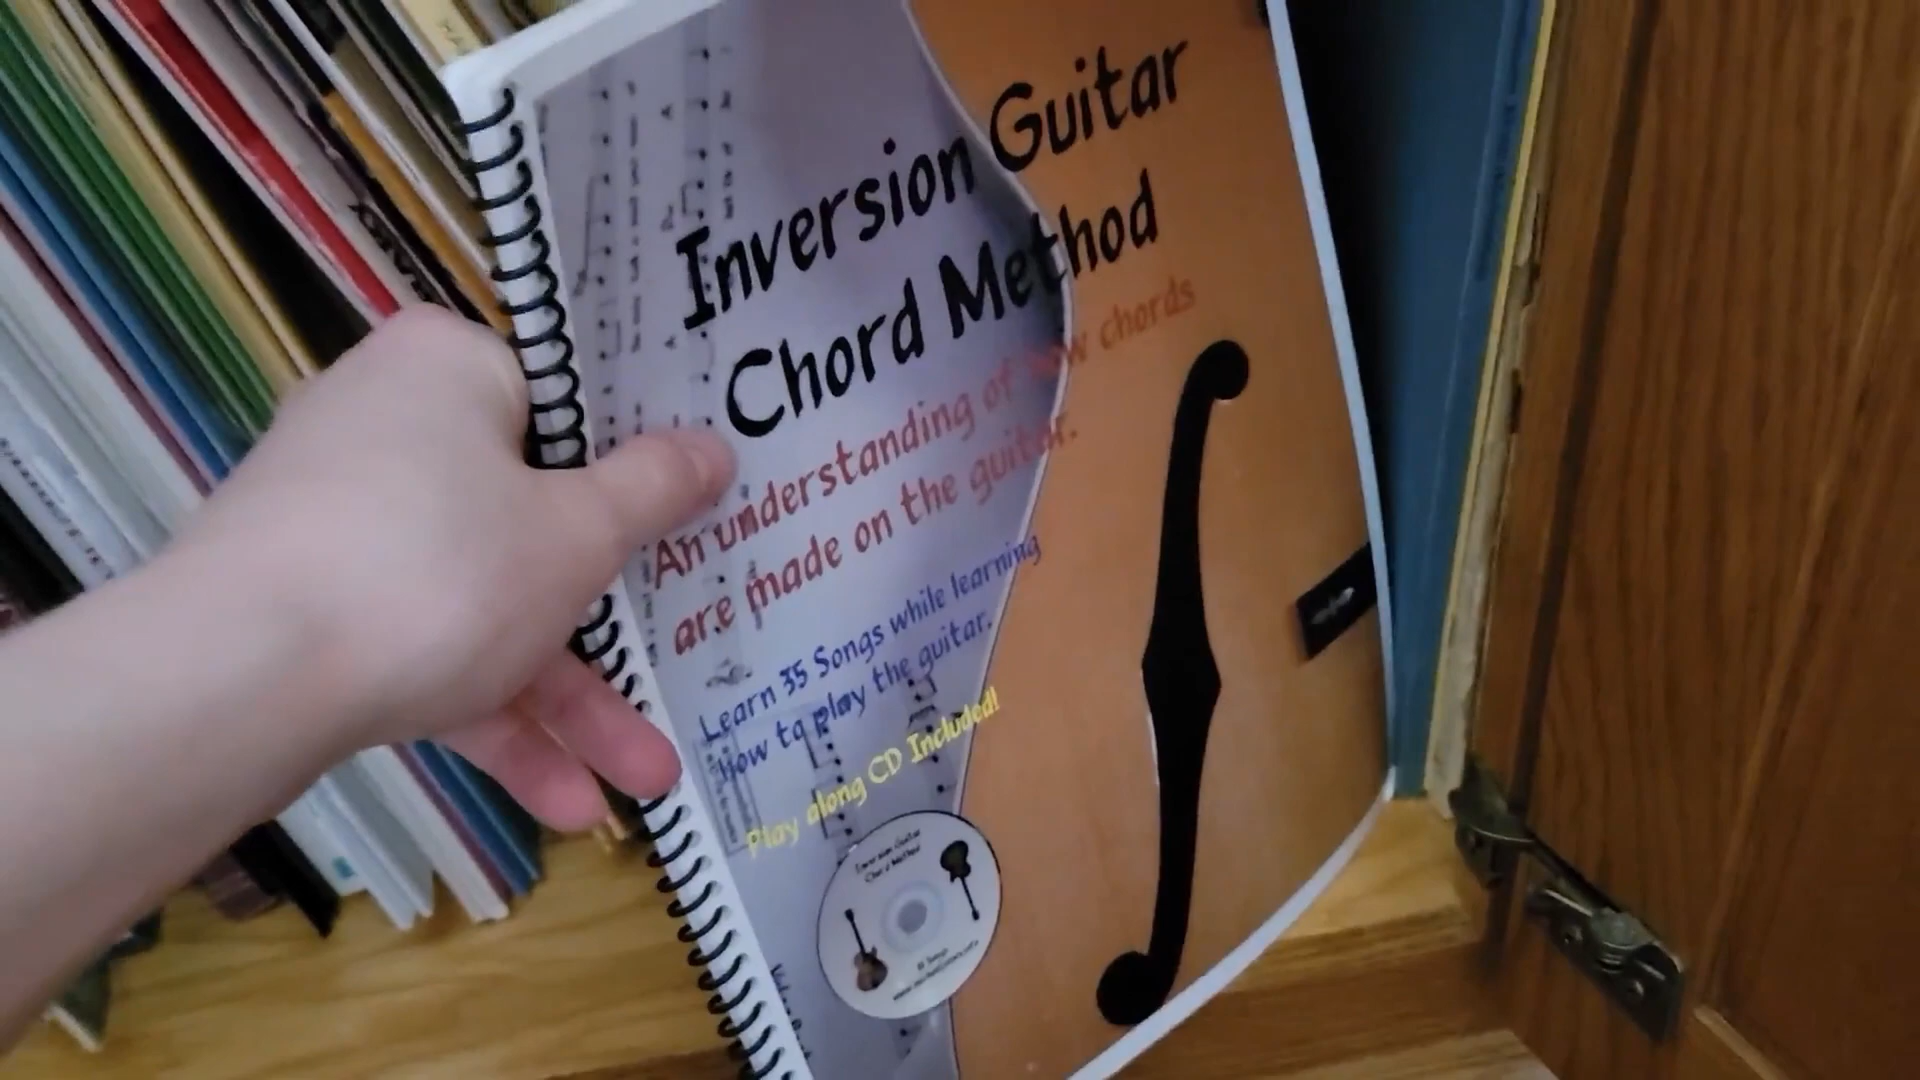 Inversion Guitar
Chord Method
An understanding of how chords
are made on the guitar.
Learn 35 Songs while learning
how to play the guitar.
Play along CD Included!
Inversion Guitar
Chord Method